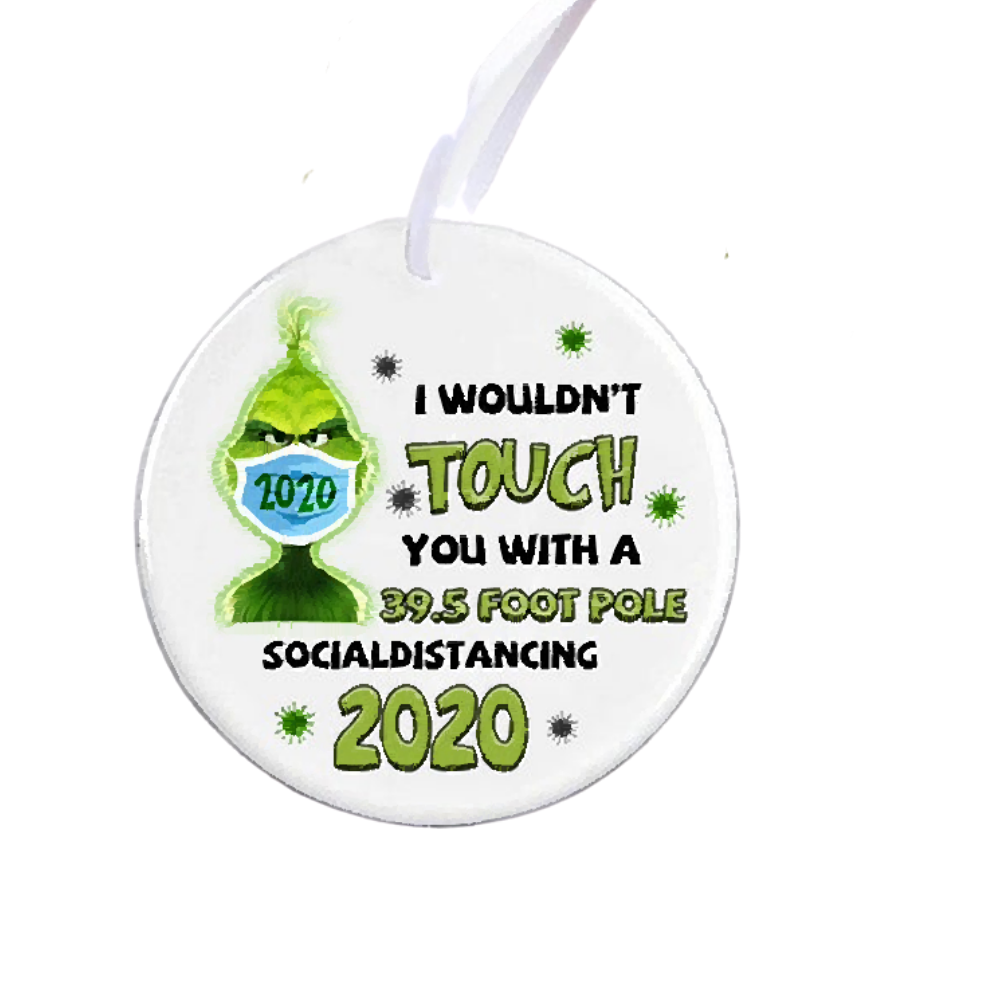 2020
I WOULDN'T
TOUCH
YOU WITH A
39.5 FOOT POLE
SOCIALDISTANCING
2020